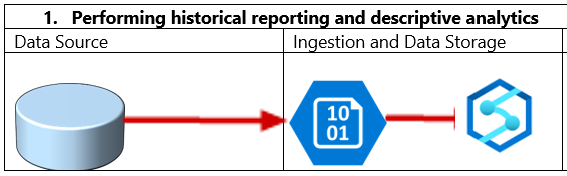 1. Performing historical reporting and descriptive analytics
Data Source
Ingestion and Data Storage
10
01